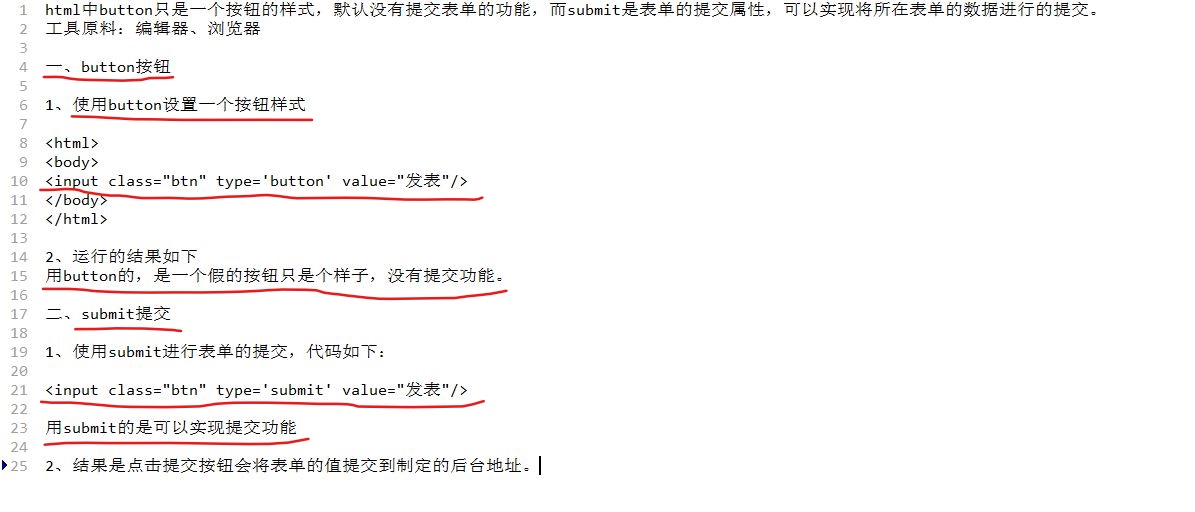 1 html中button只是一个按钮的样式，默认没有提交表单的功能，而submit是表单的提交属性，可以实现将所在表单的数据进行的提交。
2 工具原料：编辑器、浏览器
3
4 一、button按钮
5
6 1、使用button设置一个按钮样式
7
8 <html>
9 <body>
10 <input class="btn" type='button' value="发表"/>
11 </body>
12 </html>
13
14 2、运行的结果如下
15 用button的，是一个假的按钮只是个样子，没有提交功能。
16
17 二、submit提交
18
19 1、使用submit进行表单的提交，代码如下：
20
21 <input class="btn" type='submit' value="发表"/>
22
23 用submit的是可以实现提交功能
24
25 2、结果是点击提交按钮会将表单的值提交到制定的后台地址。